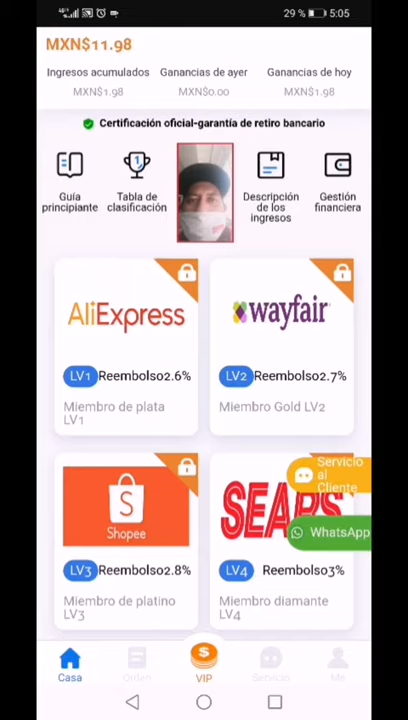 29 % 5:05
MXN$11.98
Ingresos acumulados Ganancias de ayer Ganancias de hoy
MXN$1.98 MXN$0.00 MXN$1.98
Certificación oficial-garantía de retiro bancario
Guía principiante
Tabla de clasificación
Descripción de los ingresos
Gestión financiera
AliExpress
wayfair
LV1 Reembolso2.6%
LV2 Reembolso2.7%
Miembro de plata
LV1
Miembro Gold LV2
Servicio
al
Cliente
Shopee
SEARS
WhatsApp
LV3 Reembolso2.8%
LV4 Reembolso3%
Miembro de platino
LV3
Miembro diamante
LV4
Casa Orden VIP Servicio Me